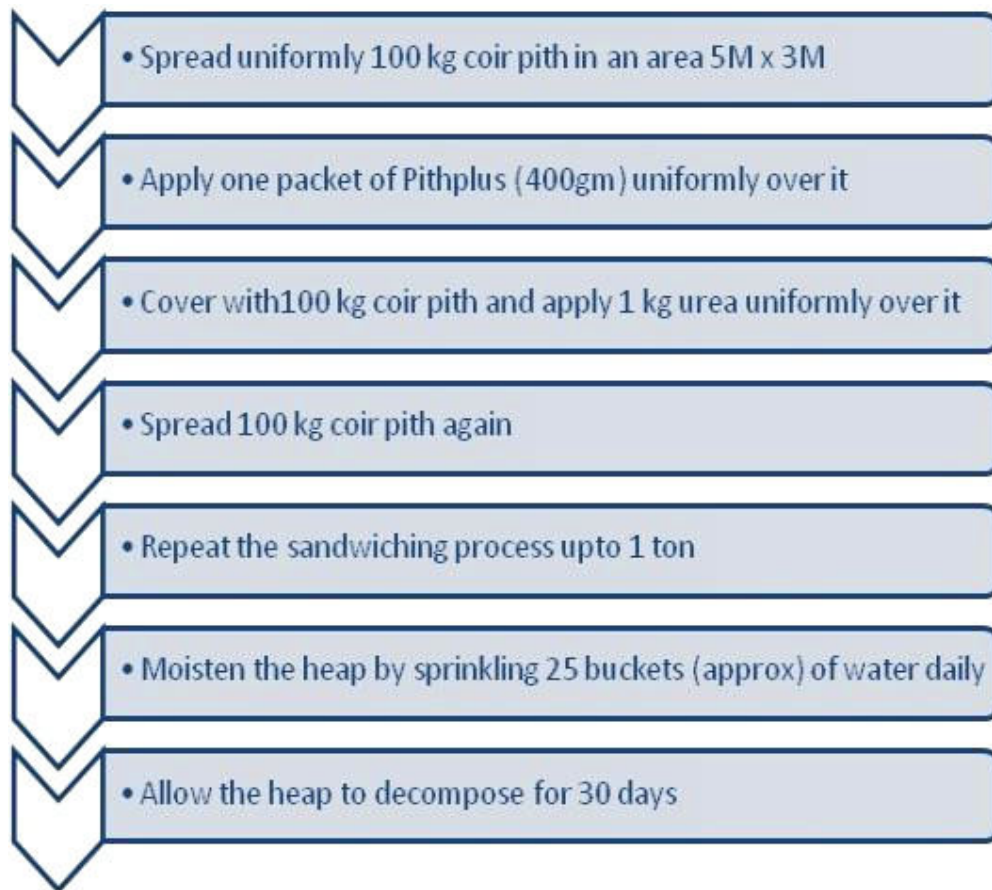 • Spread uniformly 100 kg coir pith in an area 5M x 3M
• Apply one packet of Pithplus (400gm) uniformly over it
• Cover with100 kg coir pith and apply 1 kg urea uniformly over it
• Spread 100 kg coir pith again
• Repeat the sandwiching process upto 1 ton
• Moisten the heap by sprinkling 25 buckets (approx) of water daily
• Allow the heap to decompose for 30 days